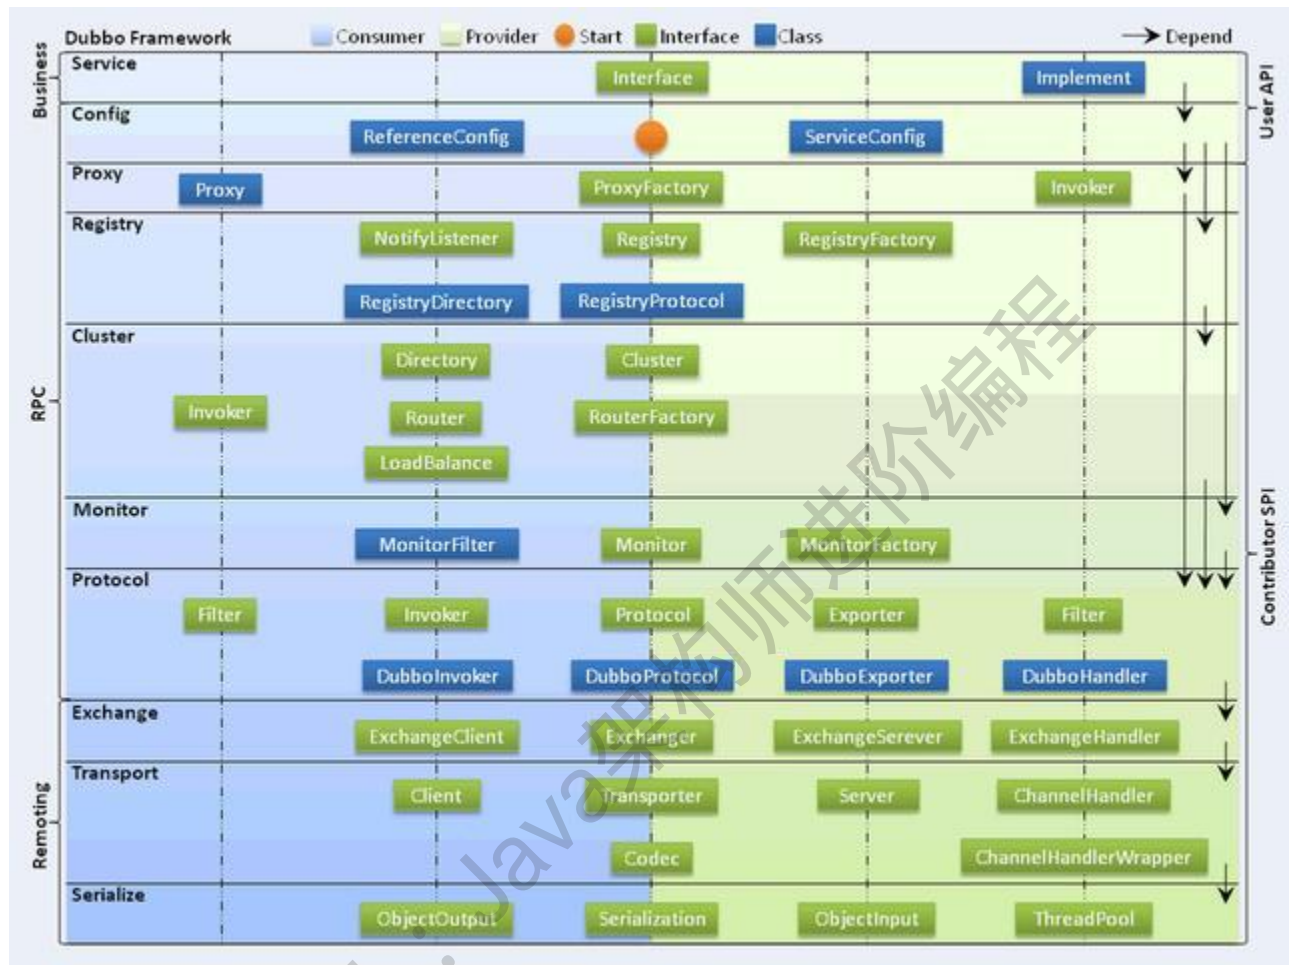 Dubbo Framework Consumer Provider Start Interface Class Depend
Business
User API
Service
Interface Implement
Config
ReferenceConfig ServiceConfig
RPC
Contributor SPI
Proxy
Proxy ProxyFactory Invoker
Registry
NotifyListener Registry RegistryFactory
RegistryDirectory RegistryProtocol
Cluster
Directory Cluster
Invoker Router RouterFactory
LoadBalance
Monitor
MonitorFilter Monitor MonitorFactory
Protocol
Filter Invoker Protocol Exporter Filter
DubboInvoker DubboProtocol DubboExporter DubboHandler
Remoting
Exchange
ExchangeClient Exchanger ExchangeSerever ExchangeHandler
Transport
Client Transporter Server ChannelHandler
Codec ChannelHandlerWrapper
Serialize
ObjectOutput Serialization ObjectInput ThreadPool
Java架构师进阶编程